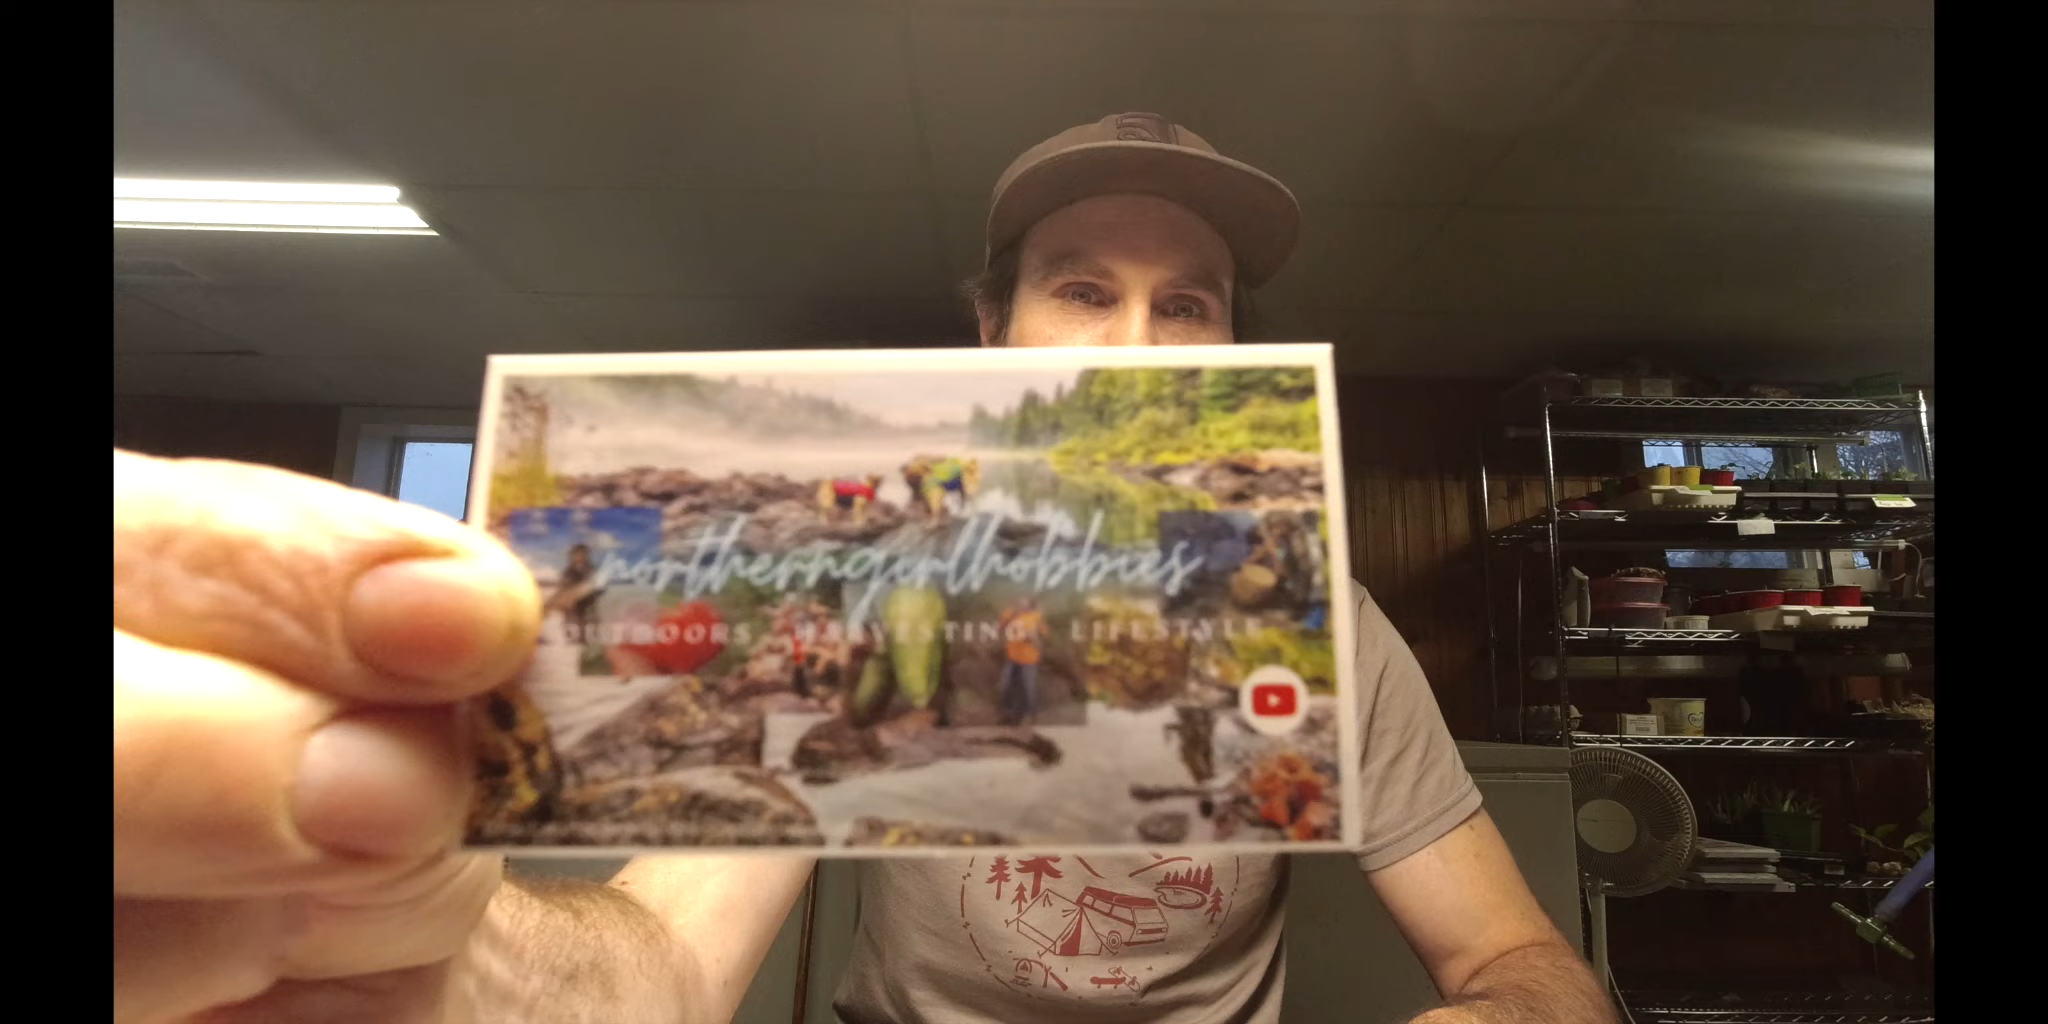 northerngirlhobbies
OUTDOORS HARVESTING LIFESTYLE